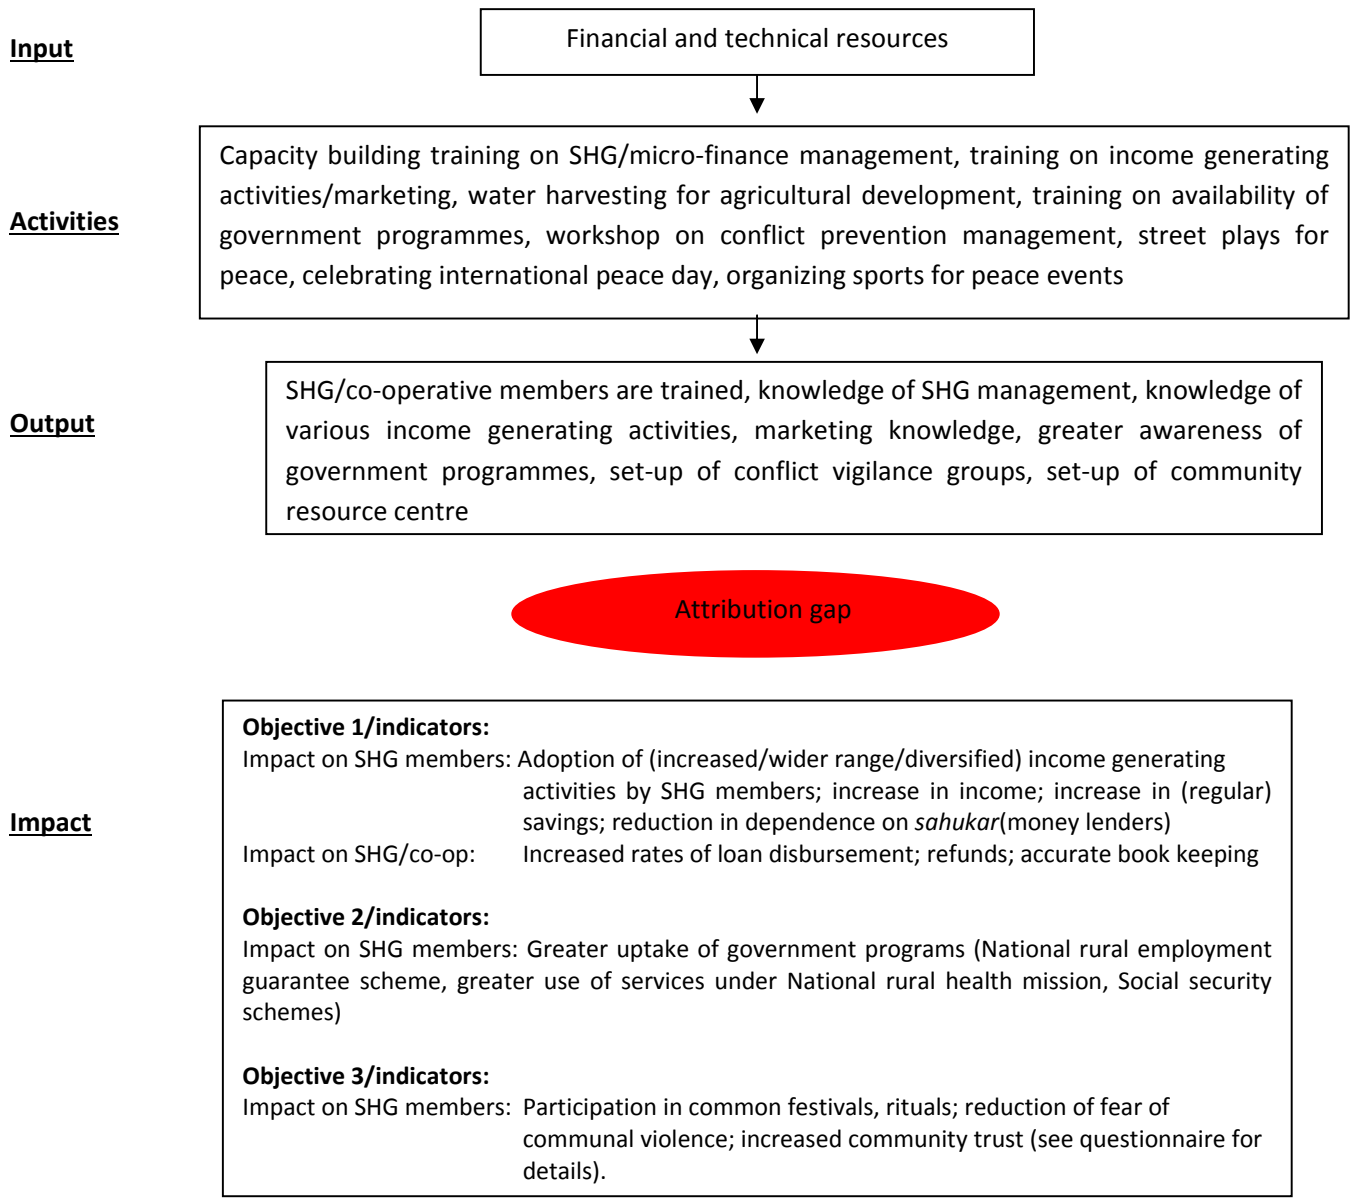 Input
Financial and technical resources
Activities
Capacity building training on SHG/micro-finance management, training on income generating
activities/marketing, water harvesting for agricultural development, training on availability of
government programmes, workshop on conflict prevention management, street plays for
peace, celebrating international peace day, organizing sports for peace events
Output
SHG/co-operative members are trained, knowledge of SHG management, knowledge of
various income generating activities, marketing knowledge, greater awareness of
government programmes, set-up of conflict vigilance groups, set-up of community
resource centre
Attribution gap
Impact
Objective 1/indicators:
Impact on SHG members: Adoption of (increased/wider range/diversified) income generating
activities by SHG members; increase in income; increase in (regular)
savings; reduction in dependence on sahukar(money lenders)
Impact on SHG/co-op: Increased rates of loan disbursement; refunds; accurate book keeping
Objective 2/indicators:
Impact on SHG members: Greater uptake of government programs (National rural employment
guarantee scheme, greater use of services under National rural health mission, Social security
schemes)
Objective 3/indicators:
Impact on SHG members: Participation in common festivals, rituals; reduction of fear of
communal violence; increased community trust (see questionnaire for
details).